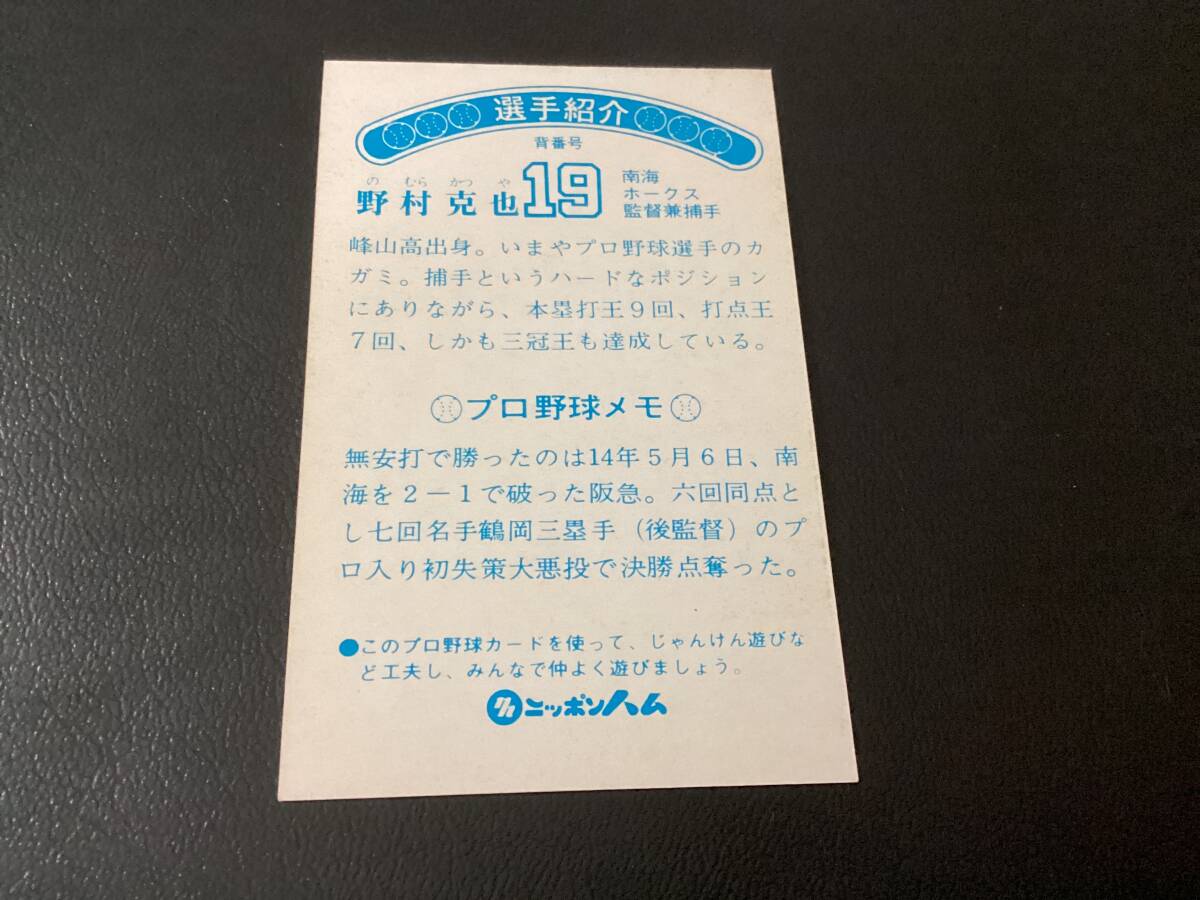 選手紹介
背番号
の むら かつ や
野村克也 19
南海
ホークス
監督兼捕手
峰山高出身。いまやプロ野球選手のカ
ガミ。捕手というハードなポジション
にありながら、本塁打王９回、打点王
７回、しかも三冠王も達成している。
プロ野球メモ
無安打で勝ったのは14年５月６日、南
海を２－１で破った阪急。六回同点と
し七回名手鶴岡三塁手（後監督）のプ
ロ入り初失策大悪投で決勝点奪った。
●このプロ野球カードを使って、じゃんけん遊びな
ど工夫し、みんなで仲よく遊びましょう。
ニッポンハム